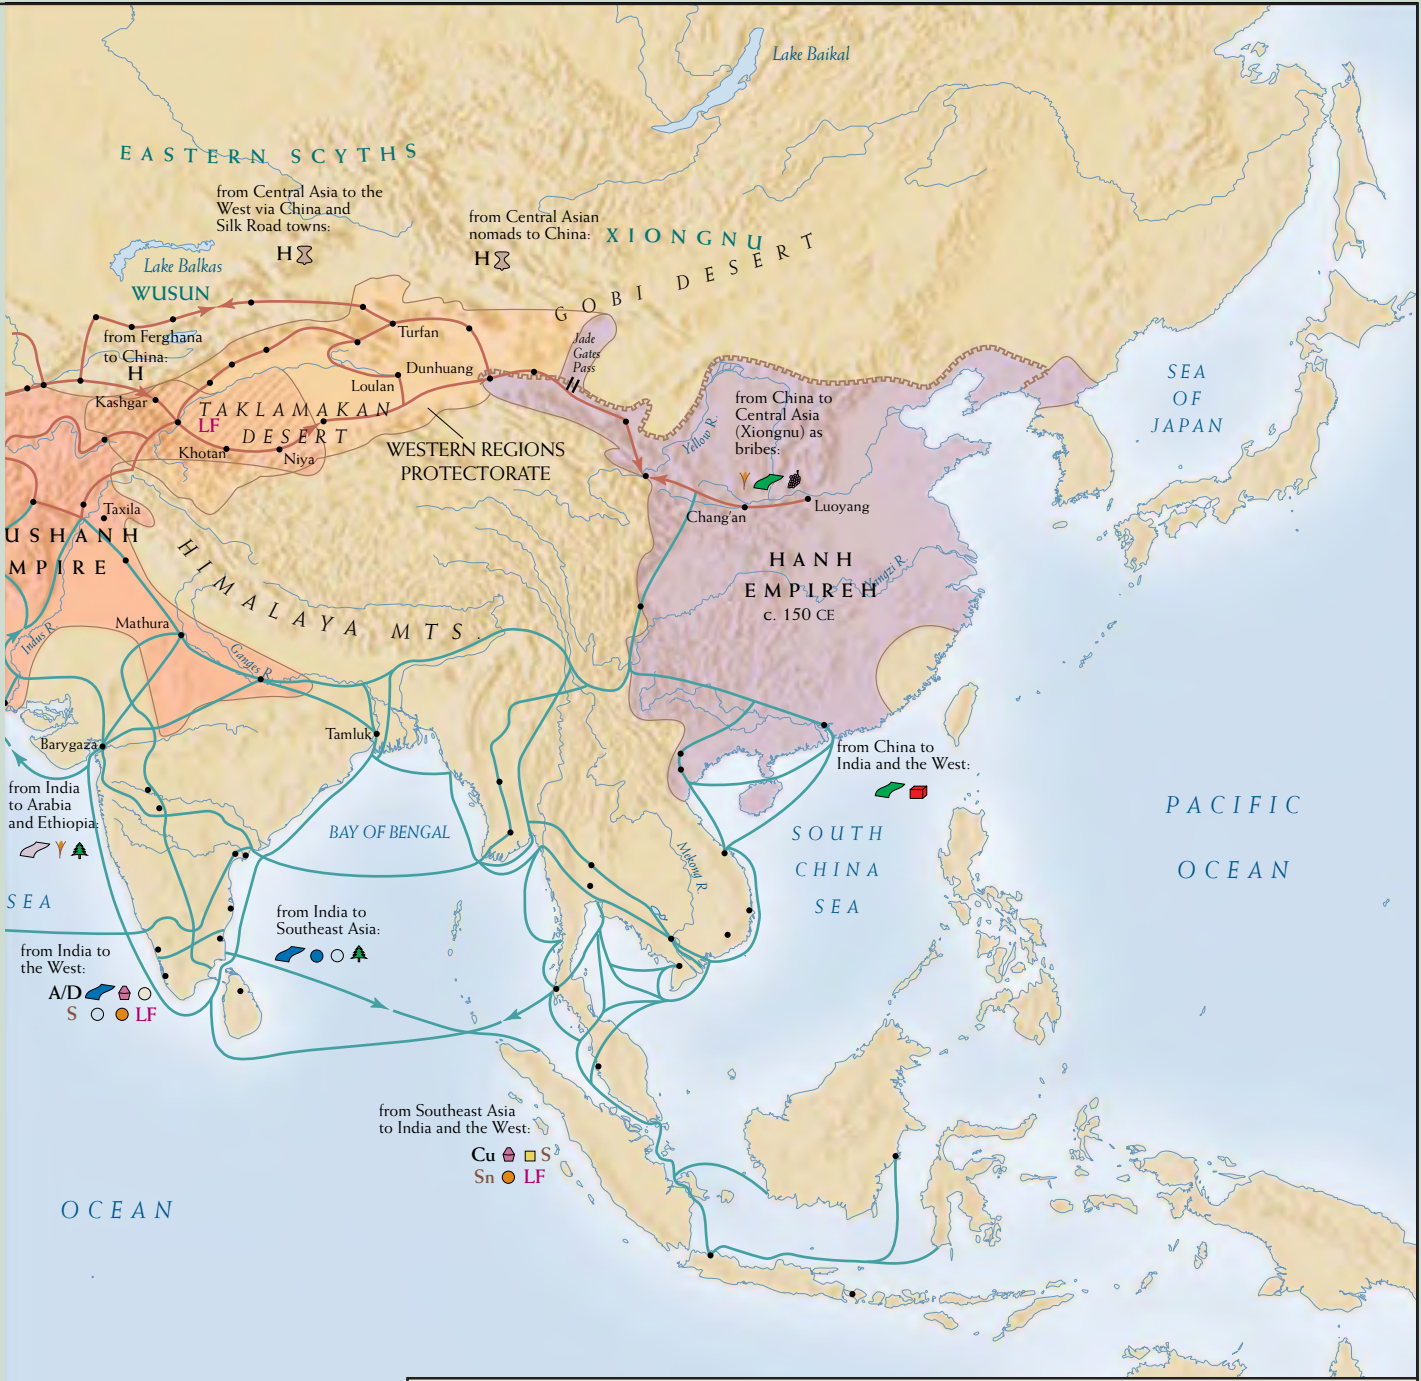 Lake Baikal
EASTERN SCYTHS
from Central Asia to the
West via China and
Silk Road towns:
H
from Central Asian
nomads to China:
H
XIONGNU
GOBI DESERT
Lake Balkas
WUSUN
from Ferghana
to China:
H
Turfan
Jade
Gates
Pass
Dunhuang
Loulan
Kashgar
TAKLAMAKAN
DESERT
LF
Khotan
Niya
WESTERN REGIONS
PROTECTORATE
SEA
OF
JAPAN
from China to
Central Asia
(Xiongnu) as
bribes:
Yellow R.
Chang'an
Luoyang
Taxila
USHANH
MPIRE
HIMALAYA MTS.
HANH
EMPIREH
c. 150 CE
Yangzi R.
Mathura
Indus R.
Ganges R.
Tamluk
Barygaza
from China to
India and the West:
from India
to Arabia
and Ethiopia:
BAY OF BENGAL
Mekong R.
SOUTH
CHINA
SEA
PACIFIC
OCEAN
SEA
from India to
Southeast Asia:
from India to
the West:
A/D
S LF
from Southeast Asia
to India and the West:
Cu S
Sn LF
OCEAN